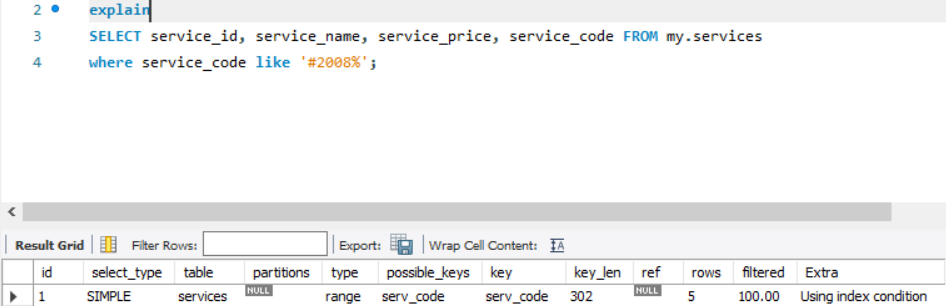 2 explain
3 SELECT service_id, service_name, service_price, service_code FROM my.services
4 where service_code like '#2008%';
Result Grid Filter Rows: Export: Wrap Cell Content:
id select_type table partitions type possible_keys key key_len ref rows filtered Extra
1 SIMPLE services NULL range serv_code serv_code 302 NULL 5 100.00 Using index condition